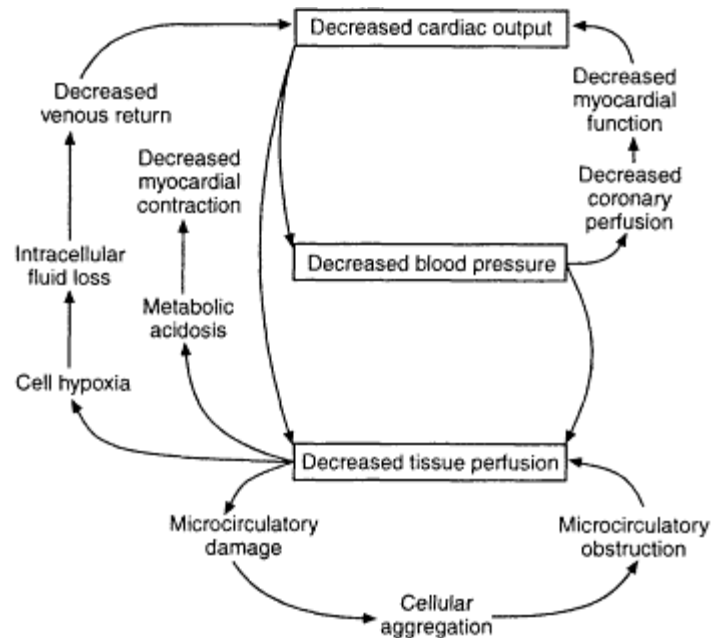 Decreased cardiac output
Decreased
venous return
Decreased
myocardial
function
Decreased
myocardial
contraction
Decreased
coronary
perfusion
Intracellular
fluid loss
Decreased blood pressure
Metabolic
acidosis
Cell hypoxia
Decreased tissue perfusion
Microcirculatory
damage
Microcirculatory
obstruction
Cellular
aggregation